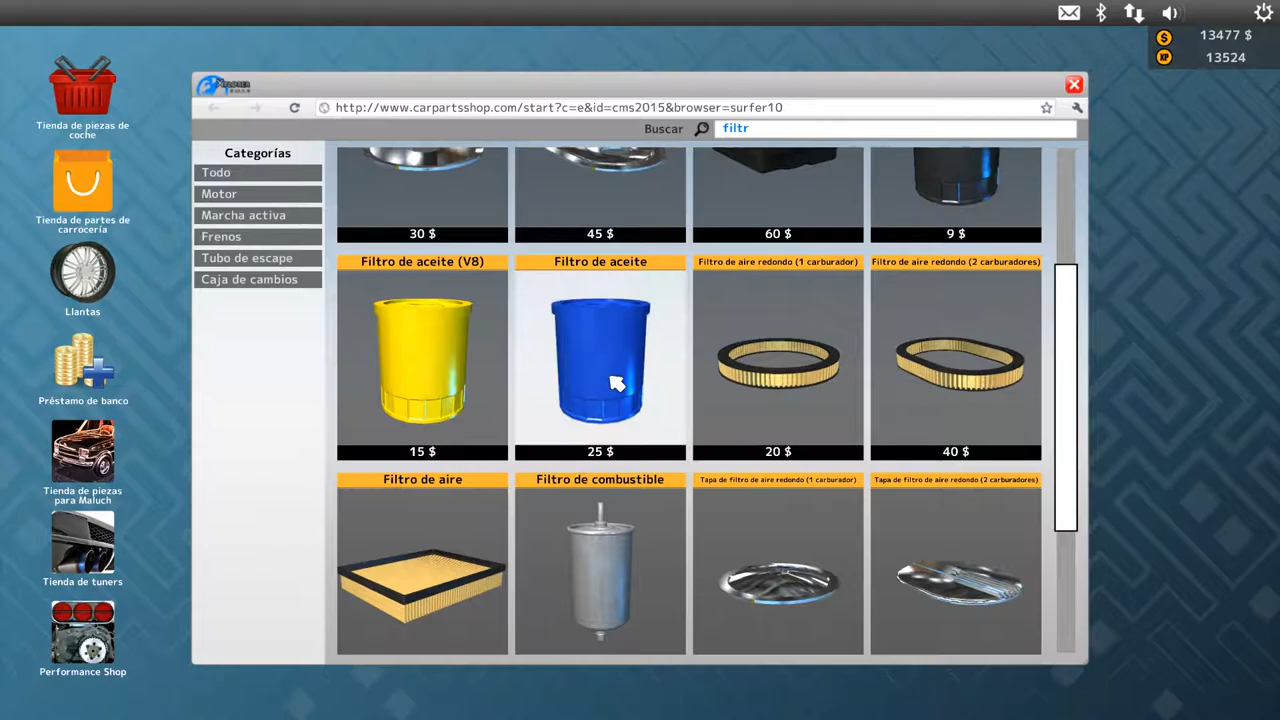 13477 $
13524
Tienda de piezas de
coche
Tienda de partes de
carrocería
Llantas
Préstamo de banco
Tienda de piezas
para Maluch
Tienda de tuners
Performance Shop
http://www.carpartsshop.com/start?c=e&id=cms2015&browser=surfer10
Buscar
filtr
Categorías
Todo
Motor
Marcha activa
Frenos
Tubo de escape
Caja de cambios
30 $
45 $
60 $
9 $
Filtro de aceite (V8)
Filtro de aceite
Filtro de aire redondo (1 carburador)
Filtro de aire redondo (2 carburadores)
15 $
25 $
20 $
40 $
Filtro de aire
Filtro de combustible
Tapa de filtro de aire redondo (1 carburador)
Tapa de filtro de aire redondo (2 carburadores)